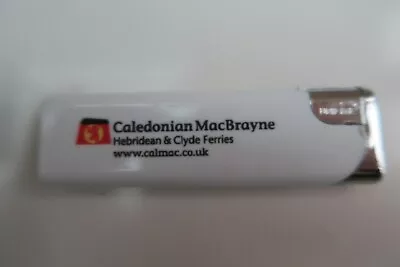 Caledonian MacBrayne
Hebridean & Clyde Ferries
www.calmac.co.uk